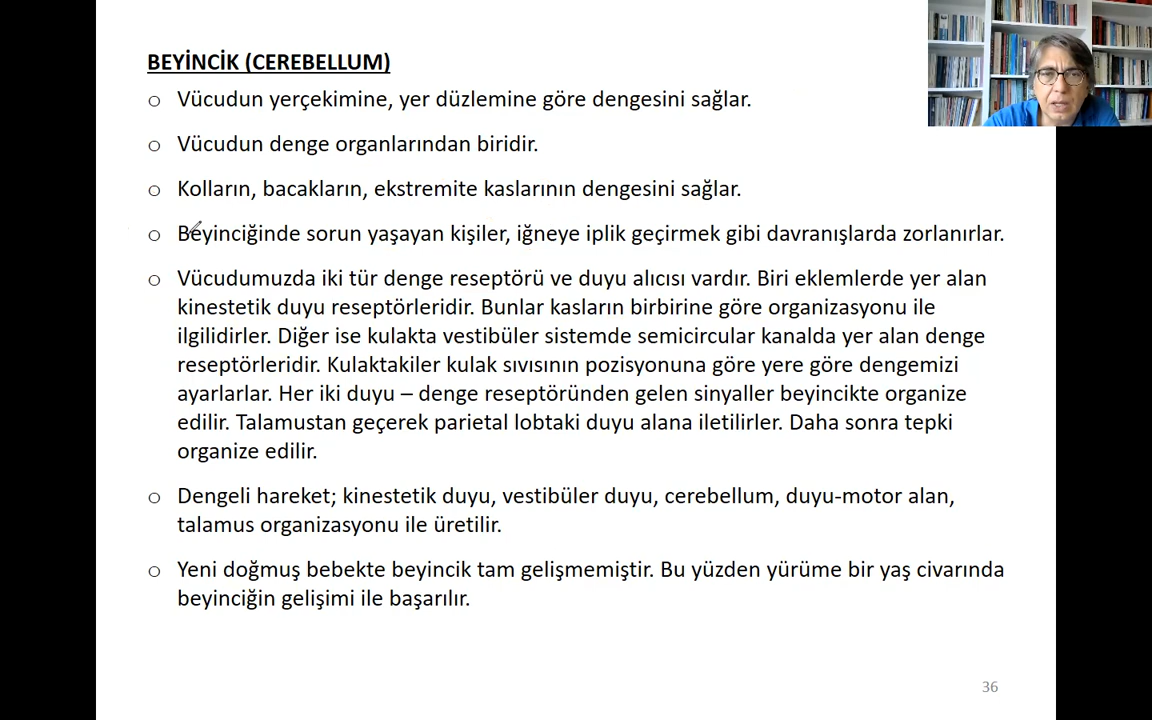 BEYİNCİK (CEREBELLUM)
o Vücudun yerçekimine, yer düzlemine göre dengesini sağlar.
o Vücudun denge organlarından biridir.
o Kolların, bacakların, ekstremite kaslarının dengesini sağlar.
o Beyinciğinde sorun yaşayan kişiler, iğneye iplik geçirmek gibi davranışlarda zorlanırlar.
o Vücudumuzda iki tür denge reseptörü ve duyu alıcısı vardır. Biri eklemlerde yer alan
kinestetik duyu reseptörleridir. Bunlar kasların birbirine göre organizasyonu ile
ilgilidirler. Diğer ise kulakta vestibüler sistemde semicircular kanalda yer alan denge
reseptörleridir. Kulaktakiler kulak sıvısının pozisyonuna göre yere göre dengemizi
ayarlarlar. Her iki duyu – denge reseptöründen gelen sinyaller beyincikte organize
edilir. Talamustan geçerek parietal lobtaki duyu alana iletilirler. Daha sonra tepki
organize edilir.
o Dengeli hareket; kinestetik duyu, vestibüler duyu, cerebellum, duyu-motor alan,
talamus organizasyonu ile üretilir.
o Yeni doğmuş bebekte beyincik tam gelişmemiştir. Bu yüzden yürüme bir yaş civarında
beyinciğin gelişimi ile başarılır.
36